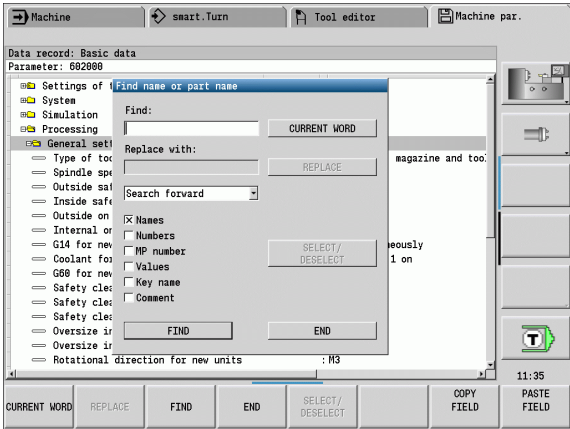 Machine
smart.Turn
Tool editor
Machine par.
Data record: Basic data
Parameter: 602000
Settings of
System
Simulation
Processing
General sett
Type of too
magazine and tool
Spindle spe
Outside saf
Inside safe
Outside on
Internal on
G14 for new
neously
Coolant for
1 on
G60 for new
Safety clea
Safety clea
Safety clea
Oversize in
Oversize in
Rotational direction for new units : M3
Find name or part name
Find:
CURRENT WORD
Replace with:
REPLACE
Search forward
Names
Numbers
MP number
Values
Key name
Comment
SELECT/
DESELECT
FIND
END
T
11:35
CURRENT WORD
REPLACE
FIND
END
SELECT/
DESELECT
COPY
FIELD
PASTE
FIELD